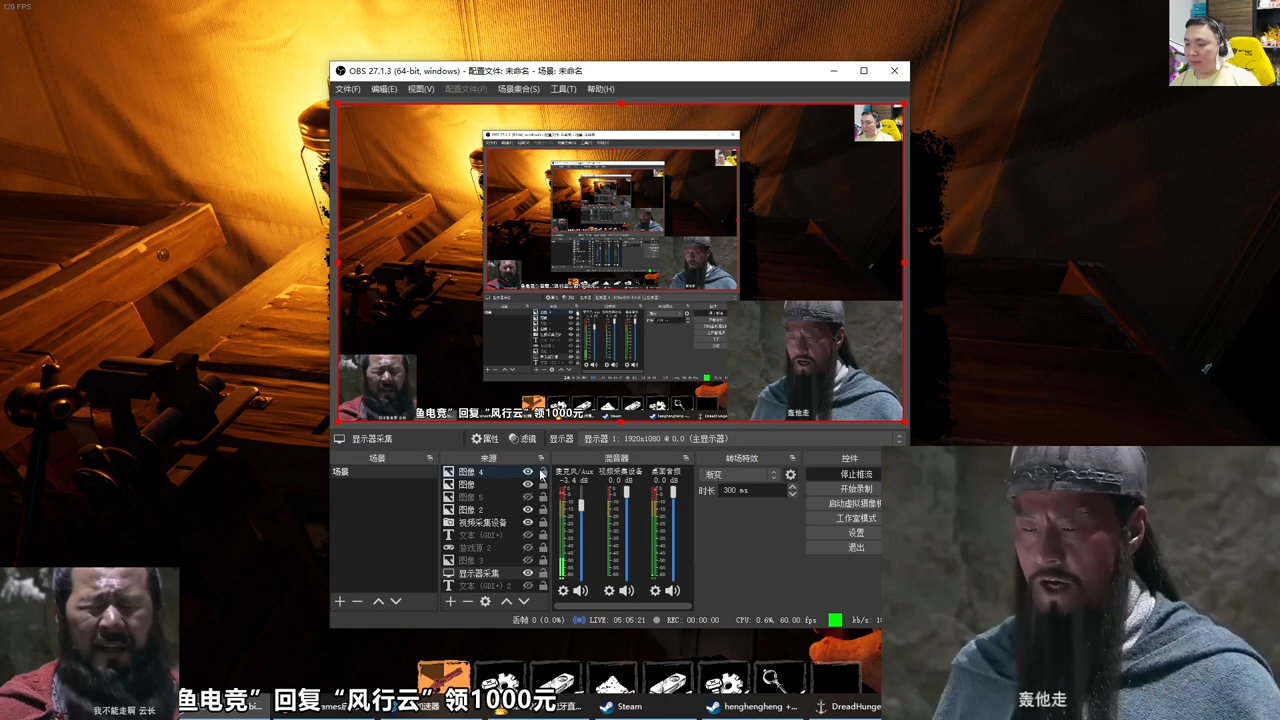 120 FPS
OBS 27.1.3 (64-bit, windows) - 配置文件: 未命名 - 场景: 未命名
文件(F) 编辑(E) 视图(V) 配置文件(P) 场景集合(S) 工具(T) 帮助(H)
轰他走
鱼电竞”回复“风行云”领1000元
显示器采集 属性 滤镜 显示器 显示器 1: 1920x1080 @ 0,0 (主显示器)
场景 来源 混音器 转场特效 控件
场景
图像 4
图像
图像 5
图像 2
视频采集设备
文本 (GDI+)
游戏源 2
图像 3
显示器采集
文本 (GDI+) 2
麦克风/Aux 视频采集设备 桌面音频
-3.4 dB 0.0 dB 0.0 dB
渐变
时长 300 ms
停止推流
开始录制
启动虚拟摄像机
工作室模式
设置
退出
丢帧 0 (0.0%) LIVE: 05:05:21 REC: 00:00:00 CPU: 0.6%, 60.00 fps kb/s:
我不能走啊 云长
鱼电竞”回复“风行云”领1000元
Steam
henghengheng +...
DreadHunge
轰他走